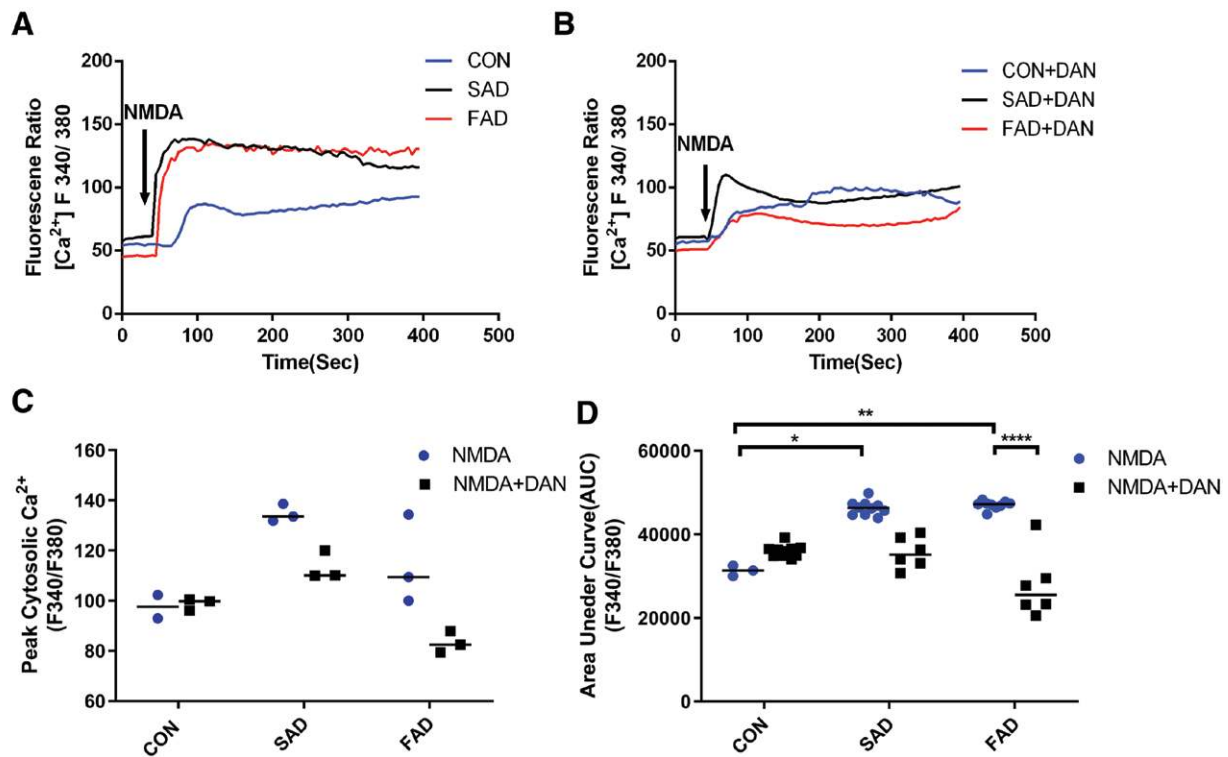 A
200
150
100
50
0
Fluorescene Ratio
[Ca2+] F 340/ 380
NMDA
CON
SAD
FAD
0 100 200 300 400 500
Time(Sec)
B
200
150
100
50
0
Fluorescene Ratio
[Ca2+] F 340/ 380
NMDA
CON+DAN
SAD+DAN
FAD+DAN
0 100 200 300 400 500
Time(Sec)
C
160
140
120
100
80
60
Peak Cytosolic Ca2+
(F340/F380)
NMDA
NMDA+DAN
CON
SAD
FAD
D
60000
40000
20000
0
Area Uneder Curve(AUC)
(F340/F380)
**
*
****
NMDA
NMDA+DAN
CON
SAD
FAD